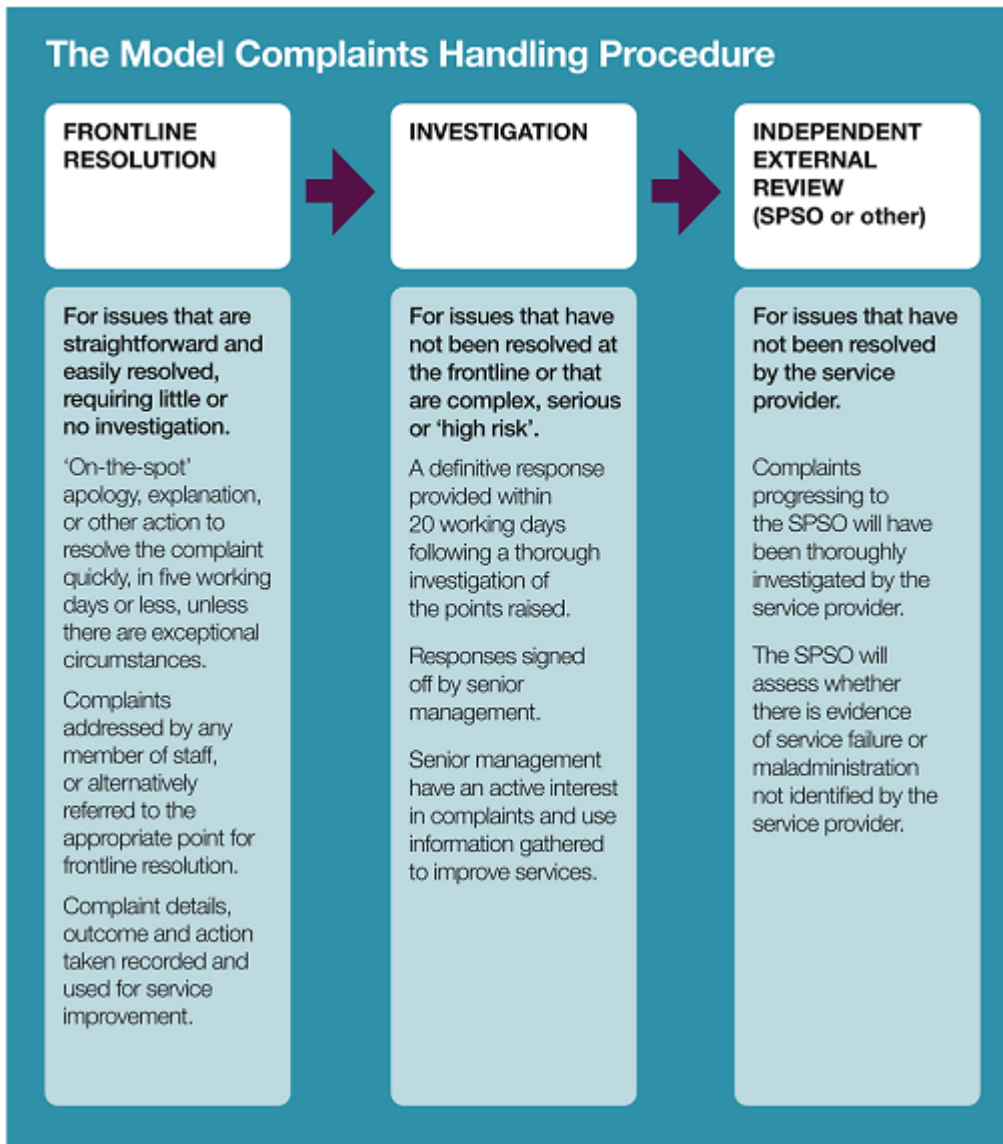 The Model Complaints Handling Procedure
FRONTLINE
RESOLUTION
INVESTIGATION
INDEPENDENT
EXTERNAL
REVIEW
(SPSO or other)
For issues that are
straightforward and
easily resolved,
requiring little or
no investigation.
‘On-the-spot’
apology, explanation,
or other action to
resolve the complaint
quickly, in five working
days or less, unless
there are exceptional
circumstances.
Complaints
addressed by any
member of staff,
or alternatively
referred to the
appropriate point for
frontline resolution.
Complaint details,
outcome and action
taken recorded and
used for service
improvement.
For issues that have
not been resolved at
the frontline or that
are complex, serious
or ‘high risk’.
A definitive response
provided within
20 working days
following a thorough
investigation of
the points raised.
Responses signed
off by senior
management.
Senior management
have an active interest
in complaints and use
information gathered
to improve services.
For issues that have
not been resolved
by the service
provider.
Complaints
progressing to
the SPSO will have
been thoroughly
investigated by the
service provider.
The SPSO will
assess whether
there is evidence
of service failure or
maladministration
not identified by the
service provider.